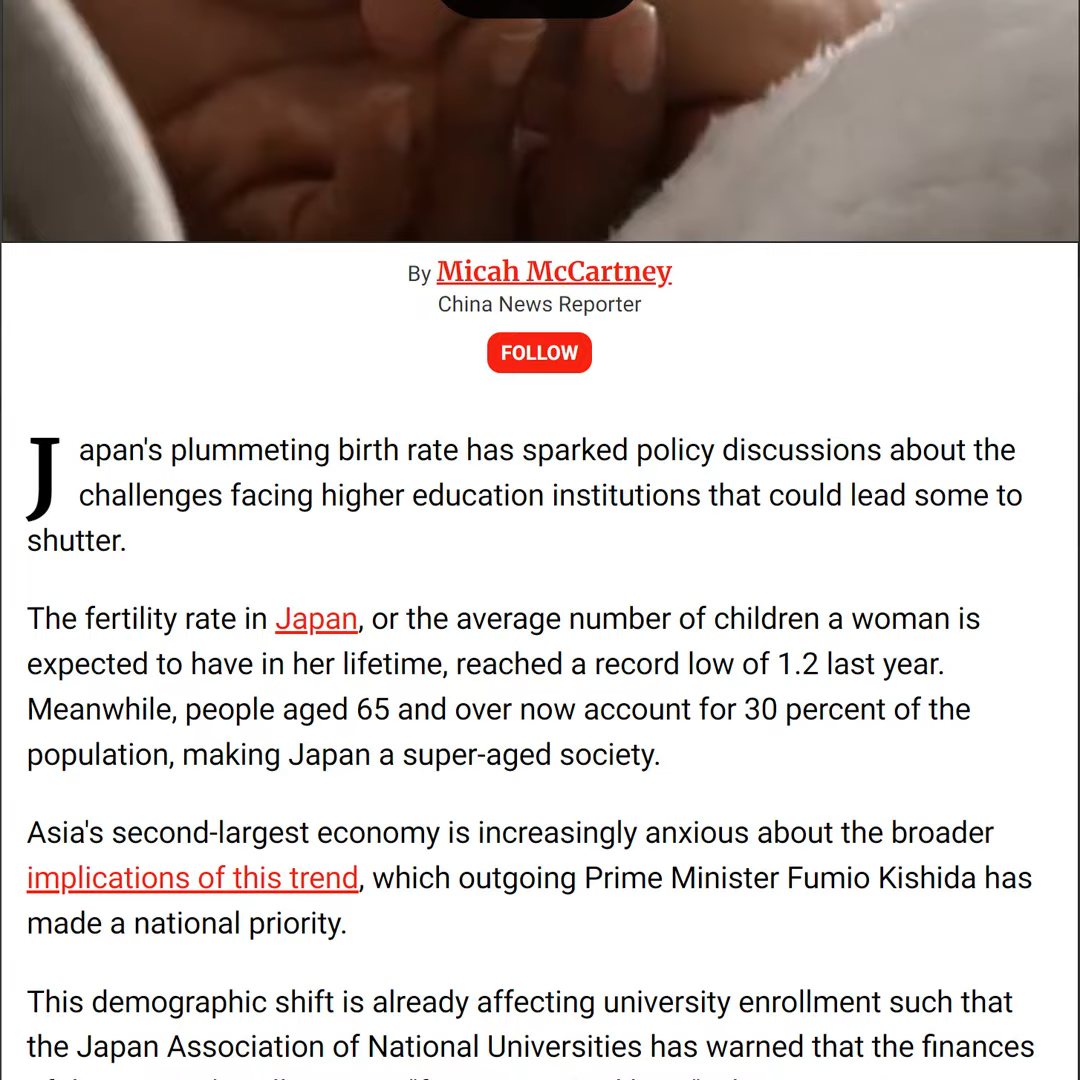 By Micah McCartney
China News Reporter
FOLLOW
Japan's plummeting birth rate has sparked policy discussions about the
challenges facing higher education institutions that could lead some to
shutter.
The fertility rate in Japan, or the average number of children a woman is
expected to have in her lifetime, reached a record low of 1.2 last year.
Meanwhile, people aged 65 and over now account for 30 percent of the
population, making Japan a super-aged society.
Asia's second-largest economy is increasingly anxious about the broader
implications of this trend, which outgoing Prime Minister Fumio Kishida has
made a national priority.
This demographic shift is already affecting university enrollment such that
the Japan Association of National Universities has warned that the finances